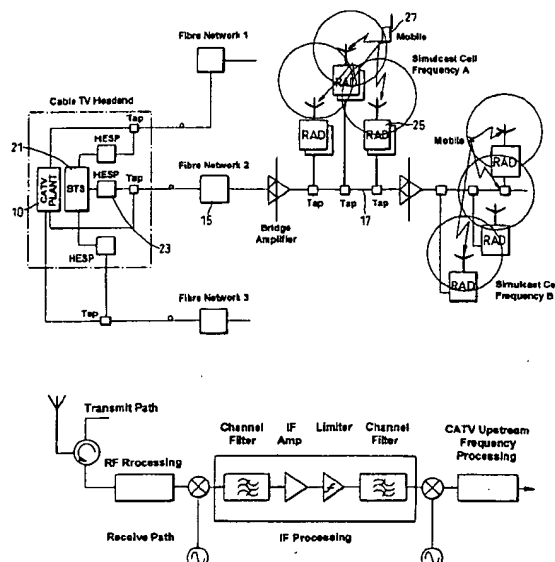 Fibre Network 1
27
Mobile
Simulcast Cell
Frequency A
RAD
Cable TV Headend
Tap
HESP
21
RAD
25
RAD
Mobile
Fibre Network 2
10
CATV
PLANT
BTS
HESP
Tap
RAD
15
Bridge
Amplifier
Tap
Tap
Tap
17
Tap
23
HESP
RAD
RAD
Simulcast Ce
Frequency B
Fibre Network 3
Tap
Transmit Path
RF Rrocessing
Channel
Filter
IF
Amp
Limiter
Channel
Filter
CATV Upstream
Frequency
Processing
Receive Path
IF Processing